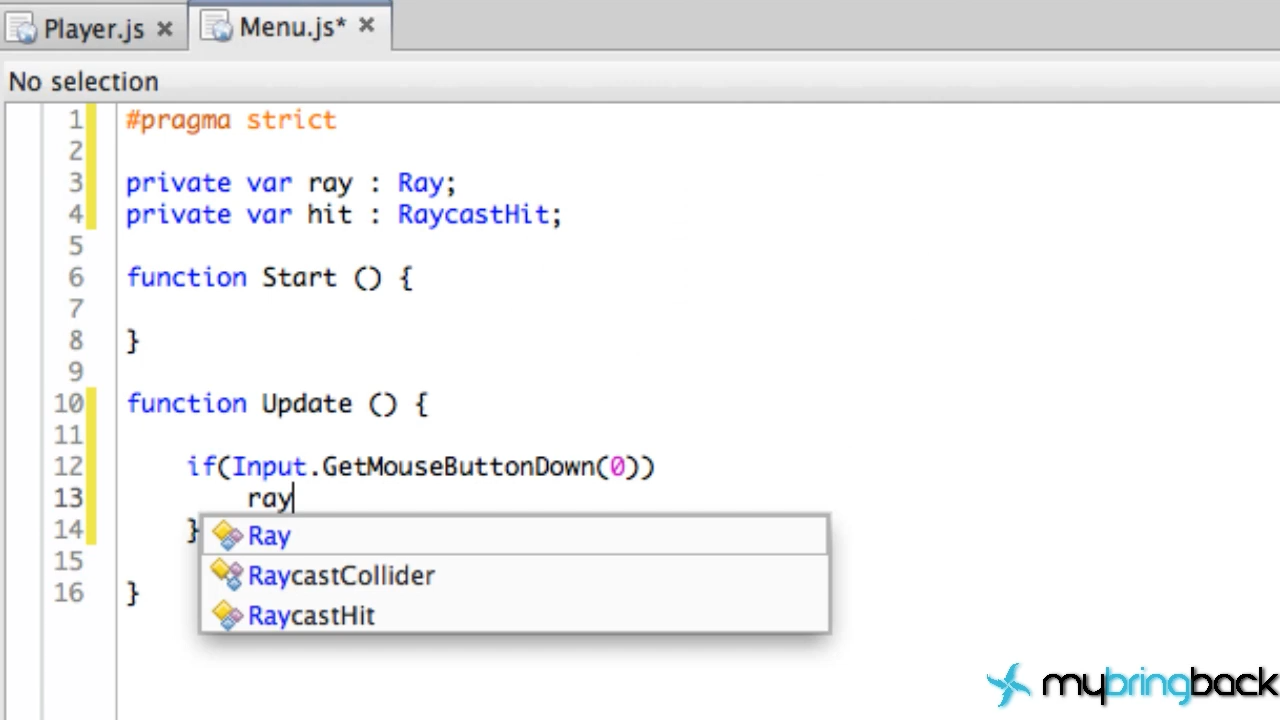 Player.js × Menu.js* ×
No selection
1 #pragma strict
2
3 private var ray : Ray;
4 private var hit : RaycastHit;
5
6 function Start () {
7
8 }
9
10 function Update () {
11
12 if(Input.GetMouseButtonDown(0))
13 ray
14 }
Ray
15
RaycastCollider
16 }
RaycastHit
mybringback